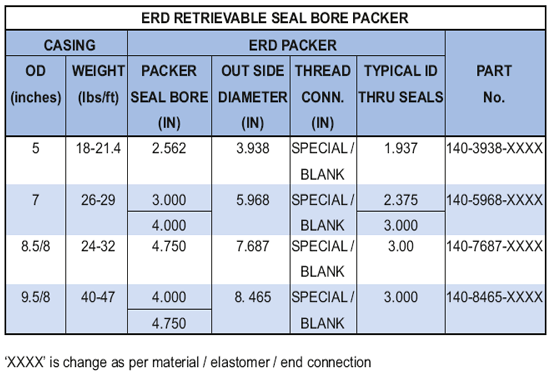 ERD RETRIEVABLE SEAL BORE PACKER
CASING ERD PACKER
OD (inches) WEIGHT (lbs/ft) PACKER SEAL BORE (IN) OUT SIDE DIAMETER (IN) THREAD CONN. (IN) TYPICAL ID THRU SEALS PART No.
5 18-21.4 2.562 3.938 SPECIAL / BLANK 1.937 140-3938-XXXX
7 26-29 3.000 5.968 SPECIAL / 2.375 140-5968-XXXX
4.000 BLANK 3.000
8.5/8 24-32 4.750 7.687 SPECIAL / BLANK 3.00 140-7687-XXXX
9.5/8 40-47 4.000 8. 465 SPECIAL / 3.000 140-8465-XXXX
4.750 BLANK
‘XXXX’ is change as per material / elastomer / end connection